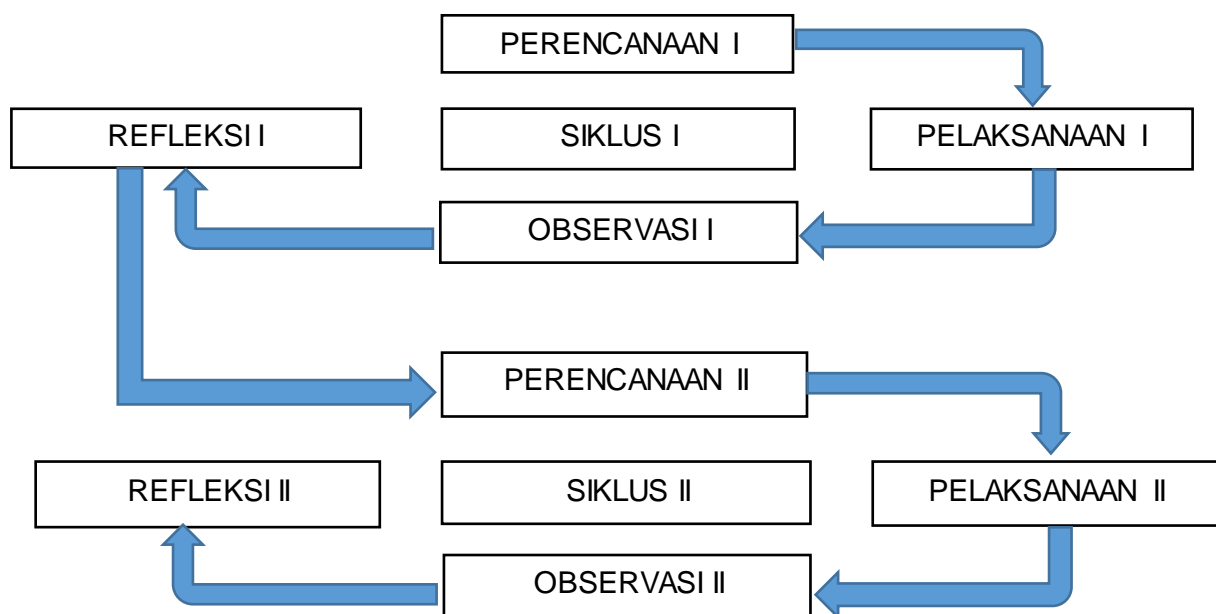 PERENCANAAN I
REFLEKSI I
SIKLUS I
PELAKSANAAN I
OBSERVASI I
PERENCANAAN II
REFLEKSI II
SIKLUS II
PELAKSANAAN II
OBSERVASI II